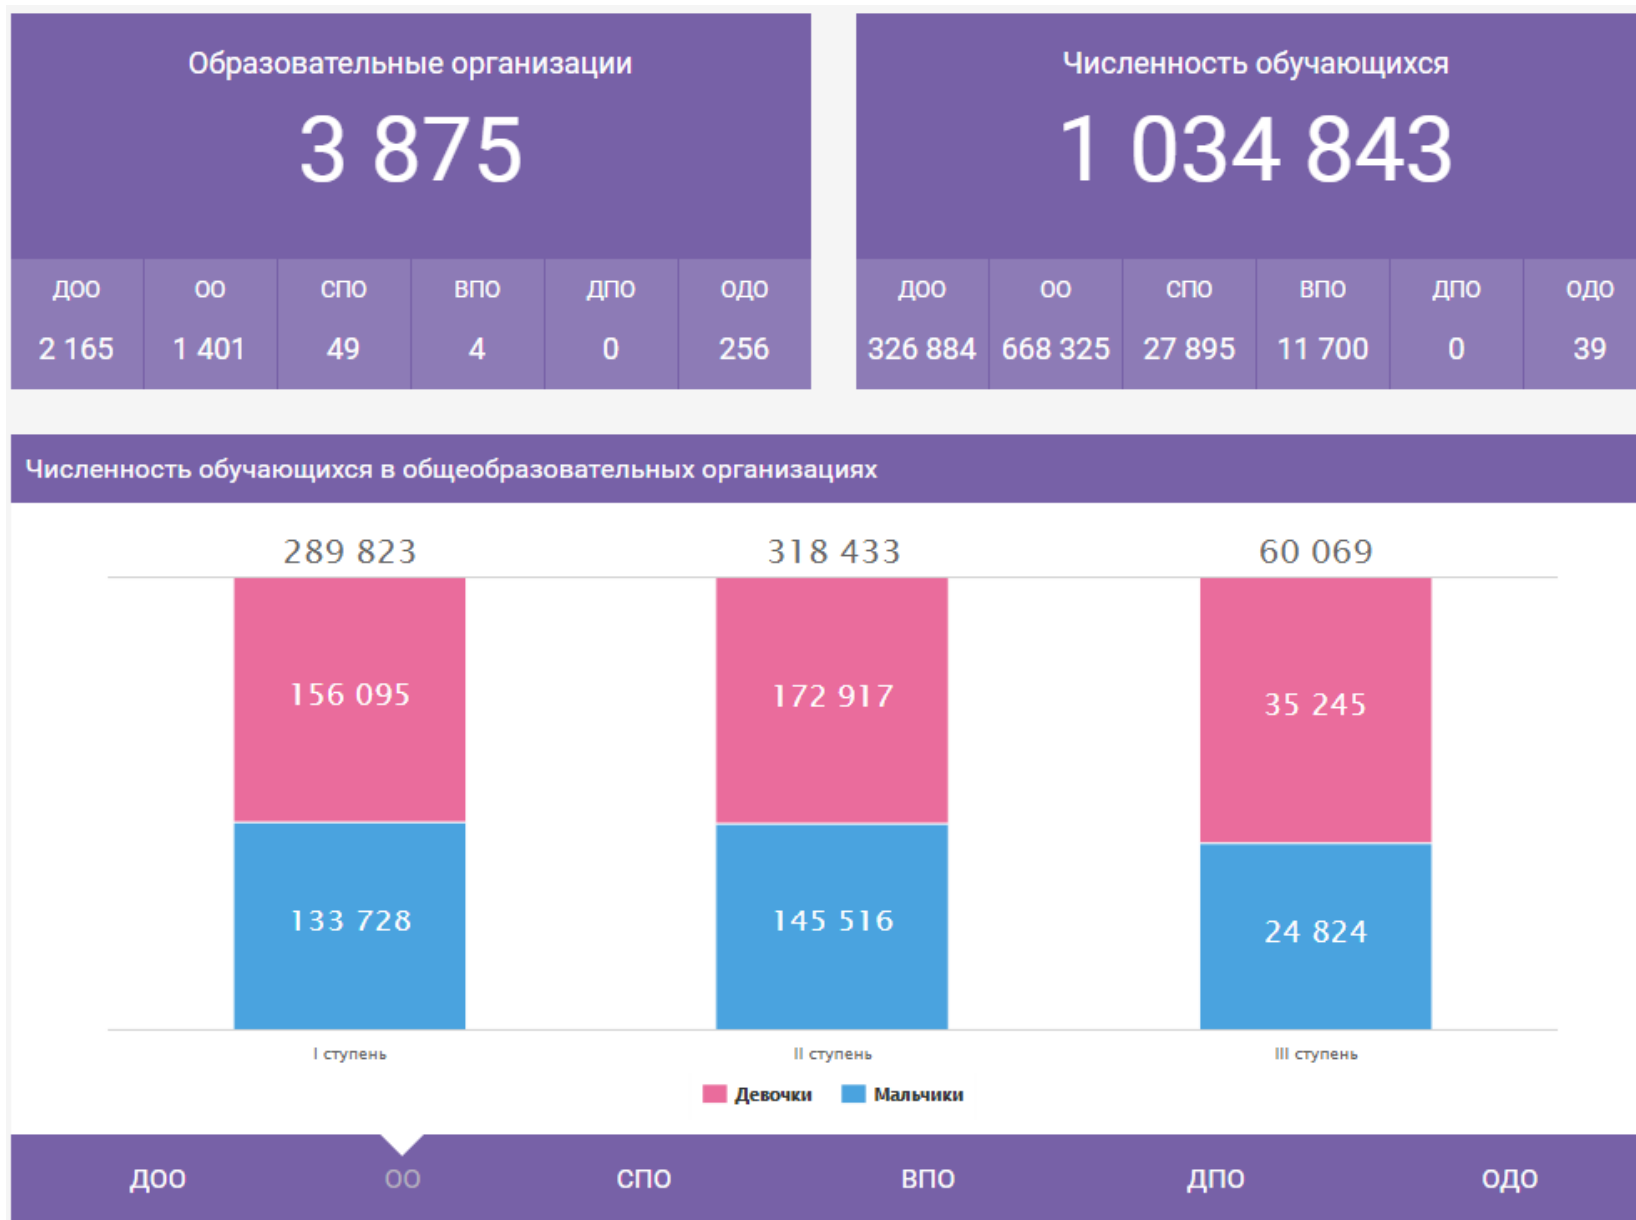 Образовательные организации
3 875
ДОО ОО СПО ВПО ДПО ОДО
2 165 1 401 49 4 0 256
Численность обучающихся
1 034 843
ДОО ОО СПО ВПО ДПО ОДО
326 884 668 325 27 895 11 700 0 39
Численность обучающихся в общеобразовательных организациях
289 823 318 433 60 069
156 095 172 917 35 245
133 728 145 516 24 824
I ступень II ступень III ступень
Девочки Мальчики
ДОО ОО СПО ВПО ДПО ОДО